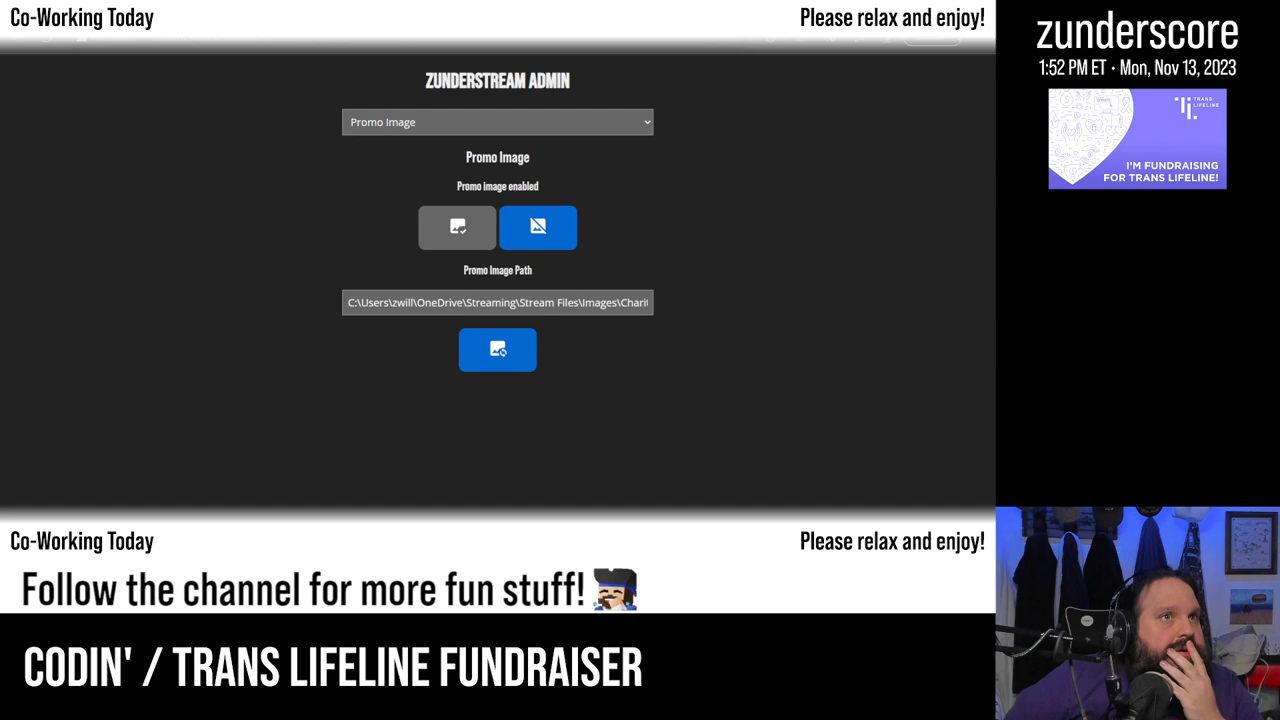 Co-Working Today
Please relax and enjoy!
ZUNDERSTREAM ADMIN
Promo Image
Promo Image
Promo image enabled
Promo Image Path
C:\Users\zwill\OneDrive\Streaming\Stream Files\Images\Charit
Co-Working Today
Please relax and enjoy!
Follow the channel for more fun stuff!
CODIN' / TRANS LIFELINE FUNDRAISER
zunderscore
1:52 PM ET · Mon, Nov 13, 2023
TRANS
LIFELINE
I'M FUNDRAISING
FOR TRANS LIFELINE!